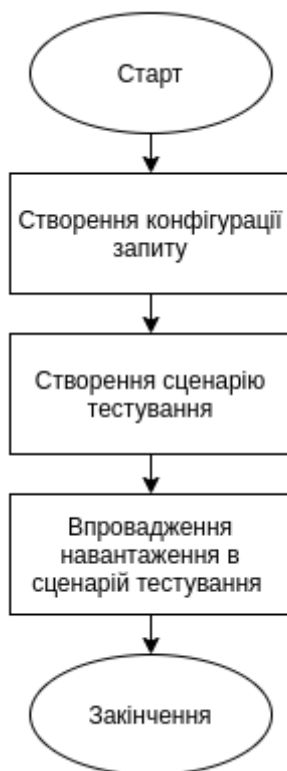 Старт
Створення конфігурації
запиту
Створення сценарію
тестування
Впровадження
навантаження в
сценарій тестування
Закінчення